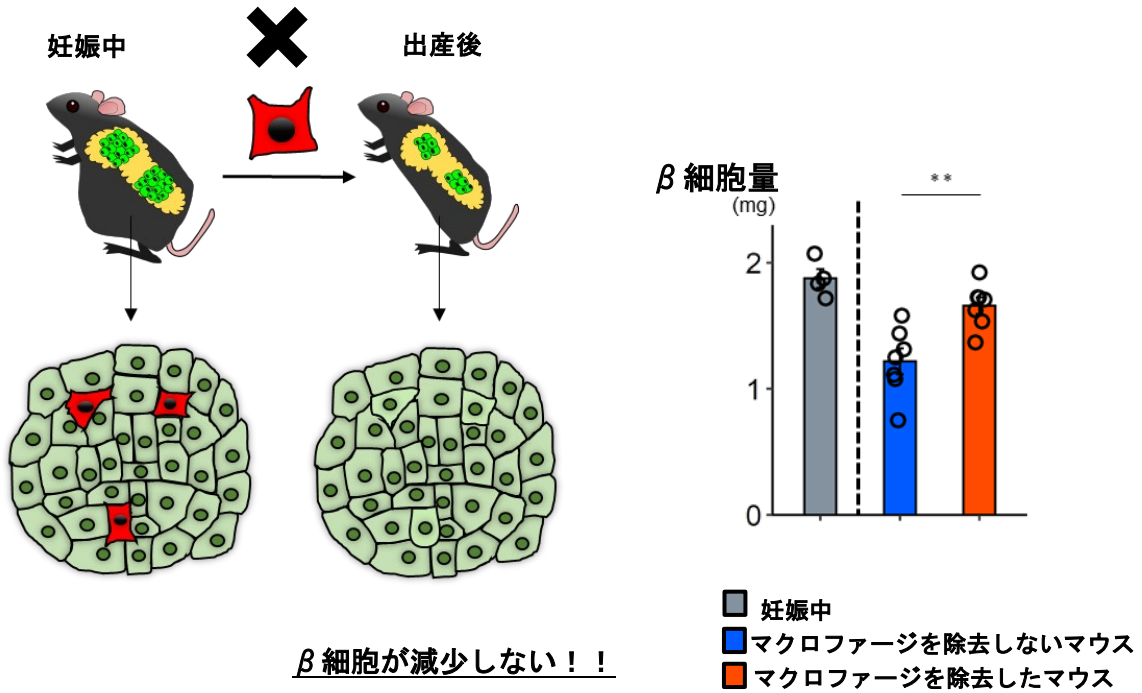 妊娠中
出産後
β細胞量
(mg)
**
2
1
0
妊娠中
マクロファージを除去しないマウス
マクロファージを除去したマウス
β細胞が減少しない！！